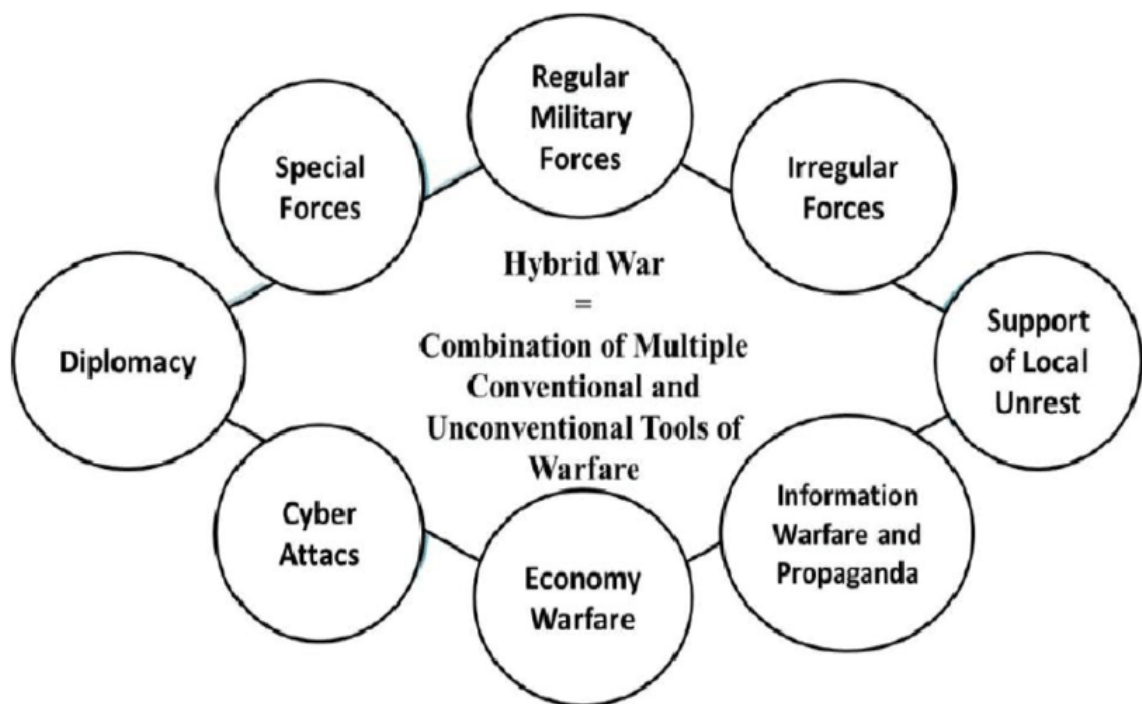 Regular
Military
Forces
Special
Forces
Irregular
Forces
Hybrid War
=
Combination of Multiple
Conventional and
Unconventional Tools of
Warfare
Diplomacy
Support
of Local
Unrest
Cyber
Attacs
Economy
Warfare
Information
Warfare and
Propaganda